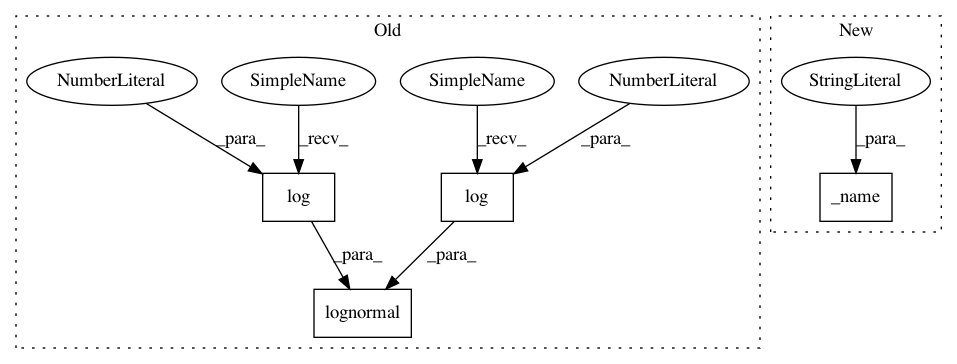 Old
New
NumberLiteral
SimpleName
SimpleName
NumberLiteral
StringLiteral
_para_
_recv_
_recv_
_para_
_para_
log
log
_name
_para_
_para_
lognormal